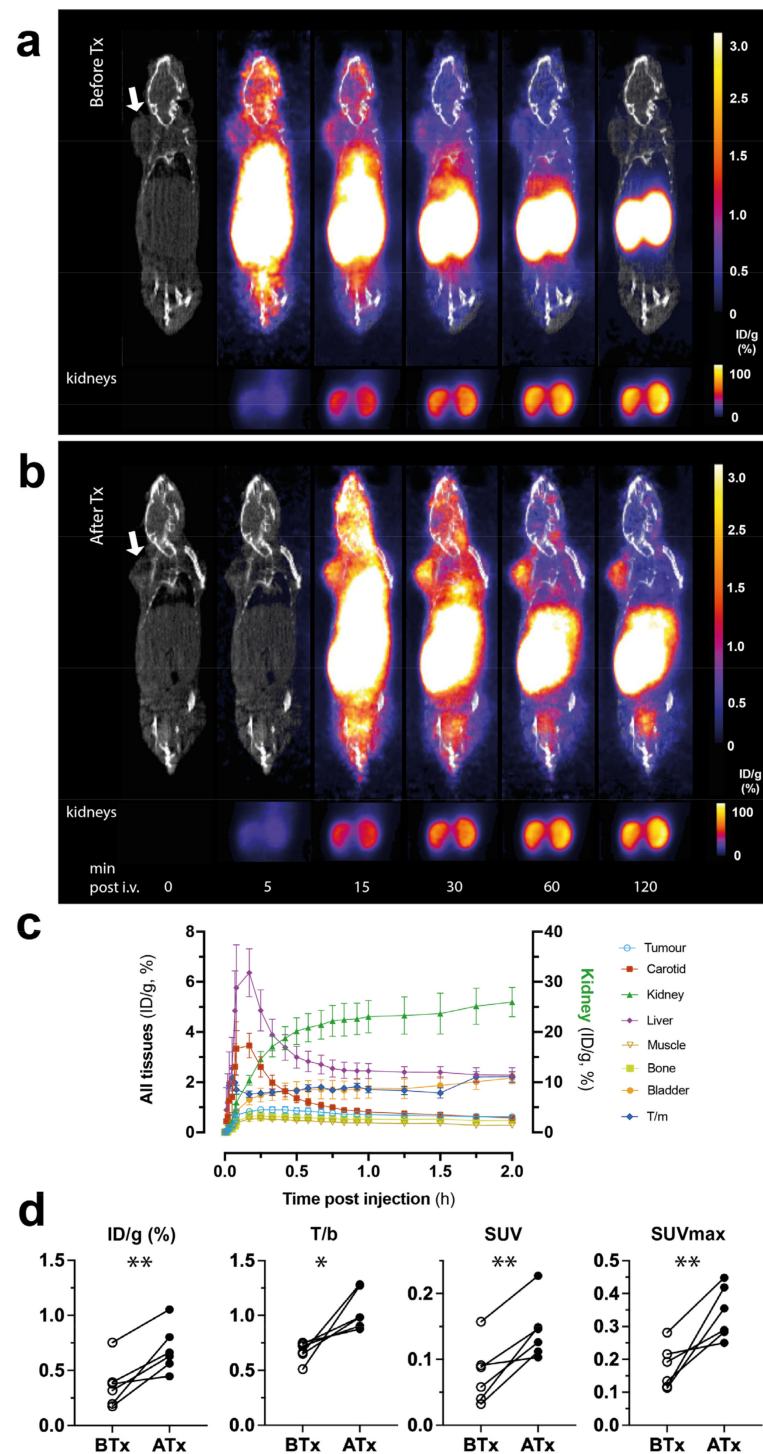 a
Before Tx
3.0
2.5
1.5
1.0
0.5
0
ID/g
(%)
kidneys
100
0
b
After Tx
3.0
2.5
1.5
1.0
0.5
0
ID/g
(%)
kidneys
100
0
min
post i.v. 0 5 15 30 60 120
c
8
6
4
2
0
All tissues (ID/g, %)
40
30
20
10
0
Kidney (ID/g, %)
0.0 0.5 1.0 1.5 2.0
Time post injection (h)
Tumour
Carotid
Kidney
Liver
Muscle
Bone
Bladder
T/m
d
ID/g (%)
**
1.5
1.0
0.5
0.0
BTx ATx
T/b
*
1.5
1.0
0.5
0.0
BTx ATx
SUV
**
0.2
0.1
0.0
BTx ATx
SUVmax
**
0.5
0.4
0.3
0.2
0.1
0.0
BTx ATx